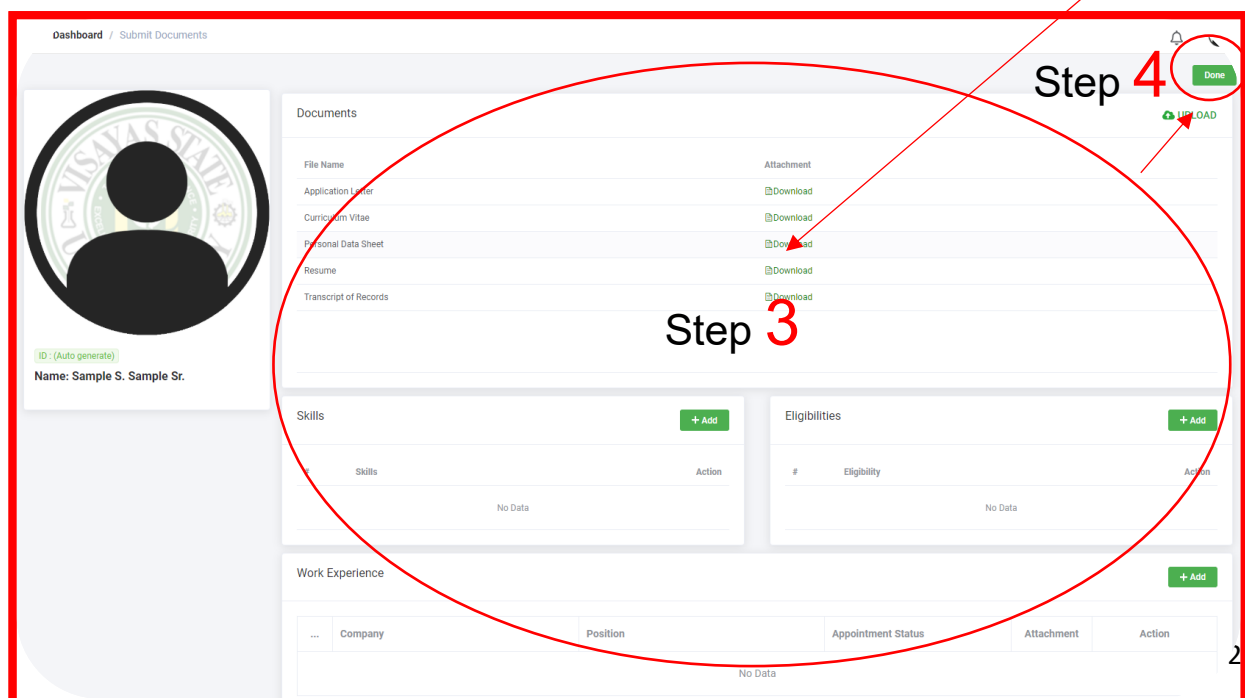 Dashboard / Submit Documents
Step 4
Done
Documents
UPLOAD
File Name Attachment
Application Letter Download
Curriculum Vitae Download
Personal Data Sheet Download
Resume Download
Transcript of Records Download
Step 3
VISAYAS STATE
ID : (Auto generate)
Name: Sample S. Sample Sr.
Skills + Add
# Skills Action
No Data
Eligibilities + Add
# Eligibility Action
No Data
Work Experience + Add
... Company Position Appointment Status Attachment Action
No Data
2